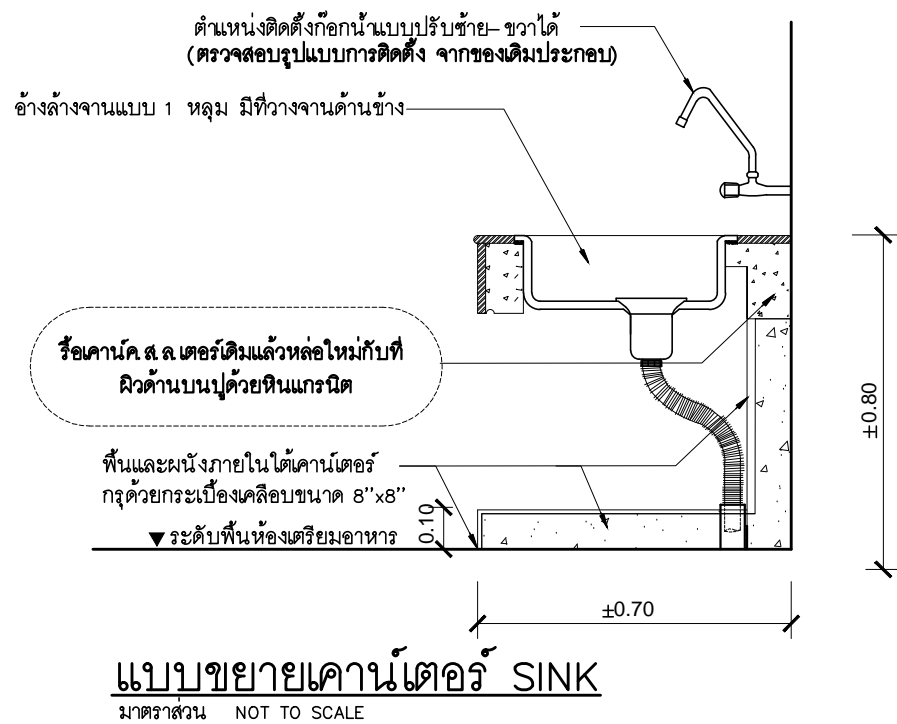 ตำแหน่งติดตั้งก๊อกน้ำแบบปรับซ้าย-ขวาได้
(ตรวจสอบรูปแบบการติดตั้ง จากของเดิมประกอบ)
อ้างล้างจานแบบ 1 หลุม มีที่วางจานด้านข้าง
รื้อเคาน์ค.ส.ล.เตอร์เดิมแล้วหล่อใหม่กับที่
ผิวด้านบนปูด้วยหินแกรนิต
±0.80
พื้นและผนังภายในใต้เคาน์เตอร์
กรุด้วยกระเบื้องเคลือบขนาด 8''x8''
0.10
▼ระดับพื้นห้องเตรียมอาหาร
±0.70
แบบขยายเคาน์เตอร์ SINK
มาตราส่วน NOT TO SCALE